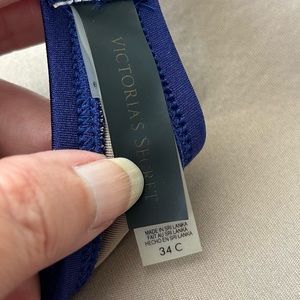 VICTORIA'S SECRET
MADE IN SRI LANKA
FAIT AU SRI LANKA
HECHO EN SRI LANKA
34 C